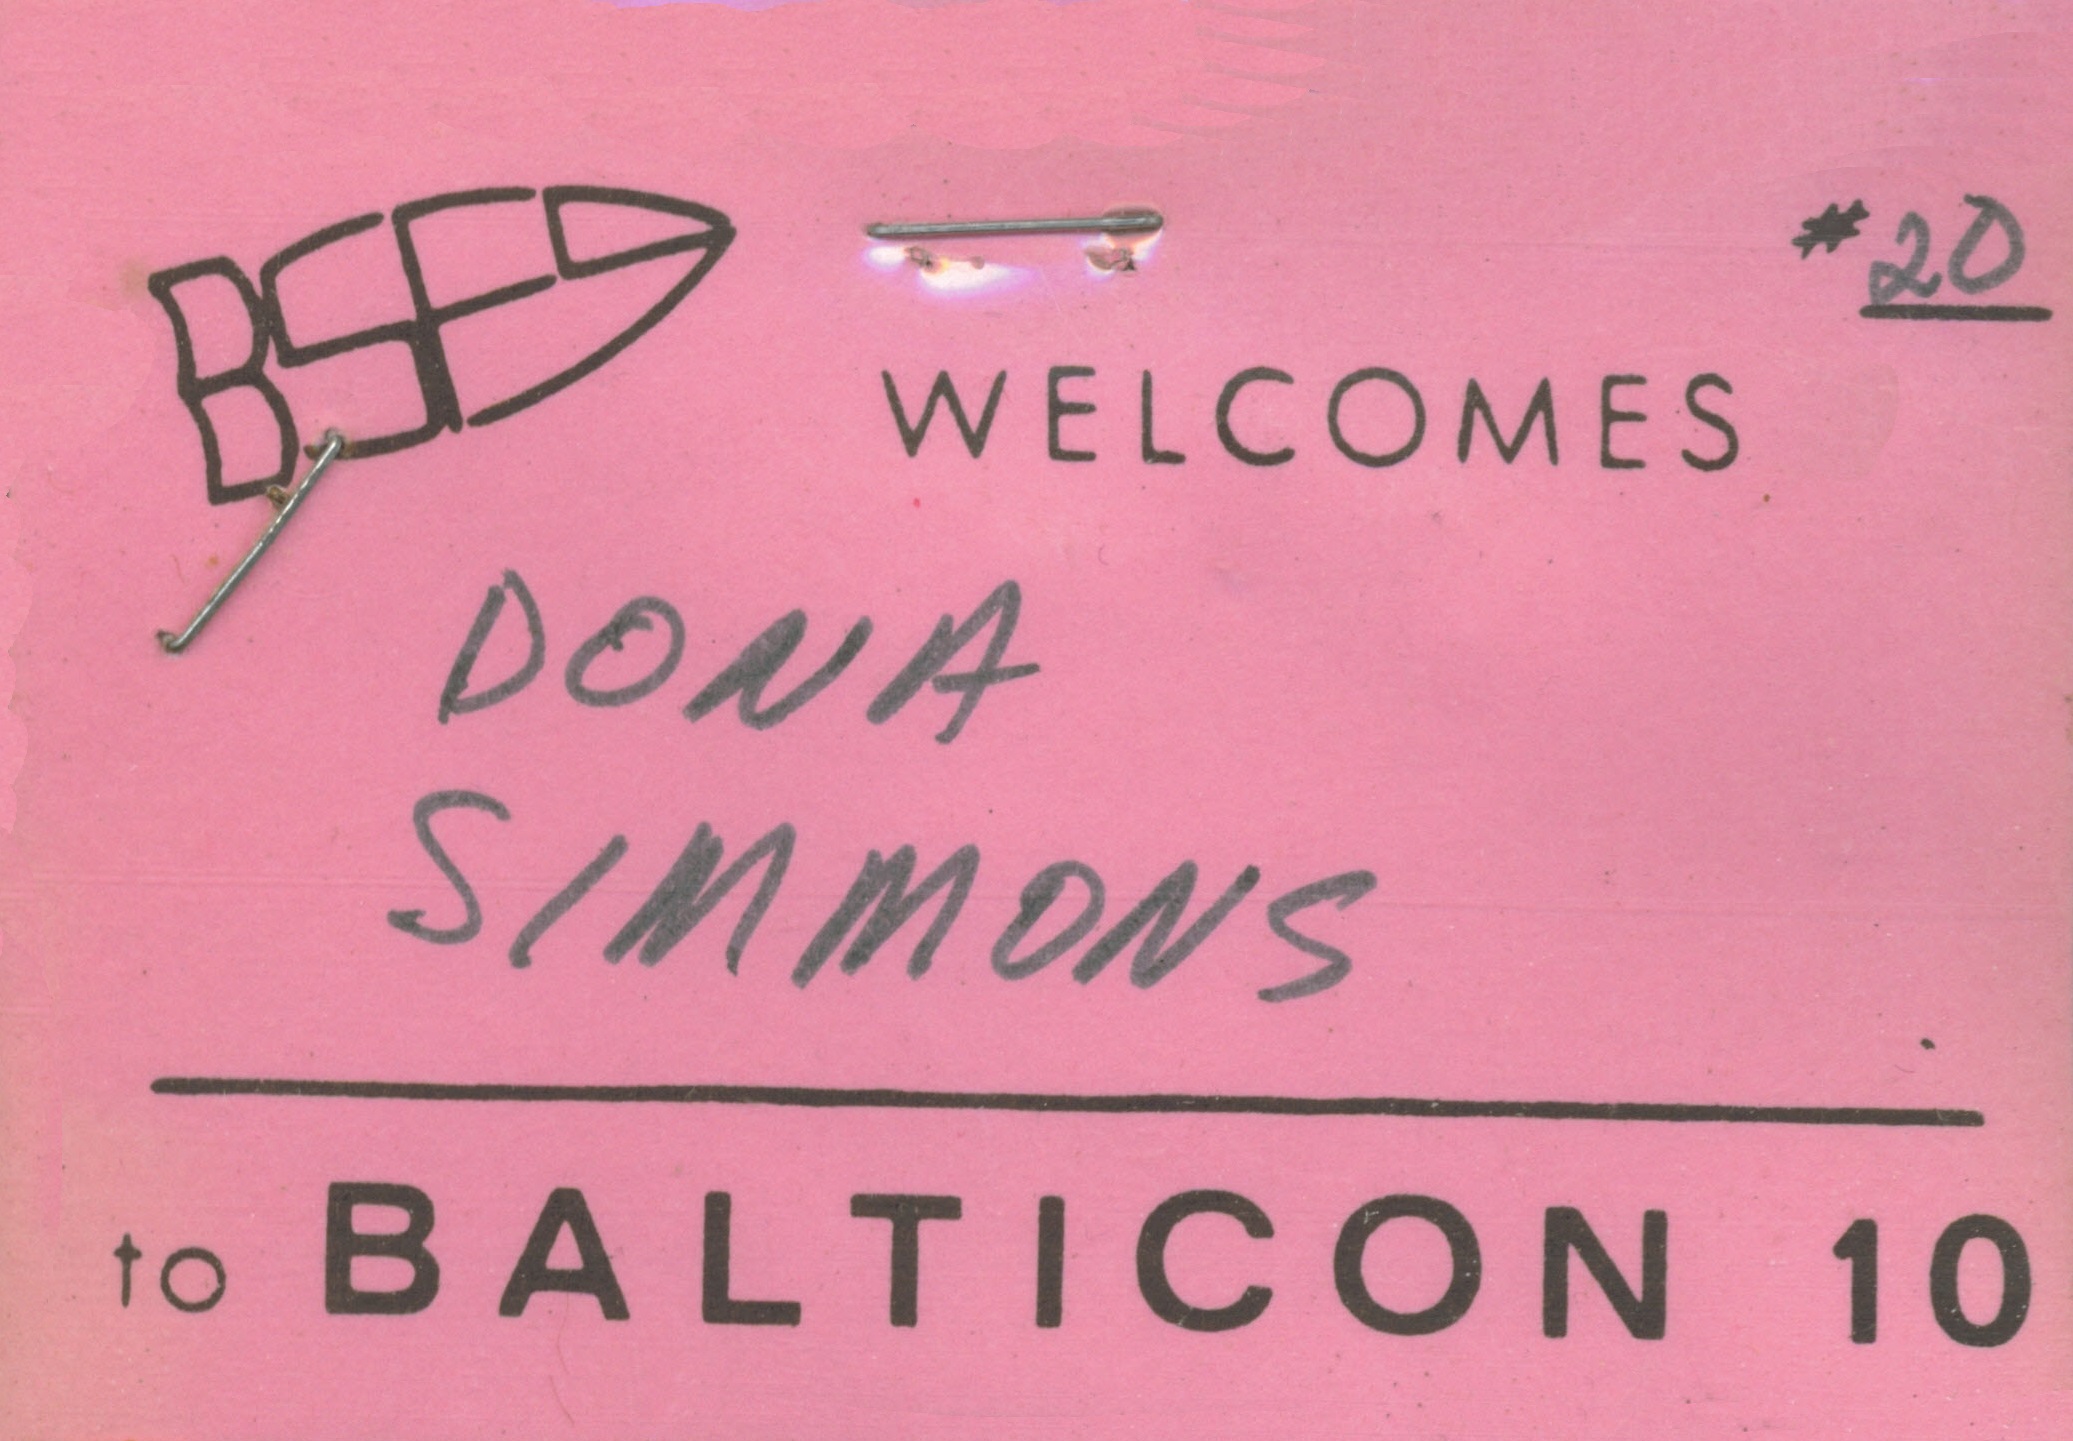 BSFS
WELCOMES
#20
DONA
SIMMONS
to BALTICON 10